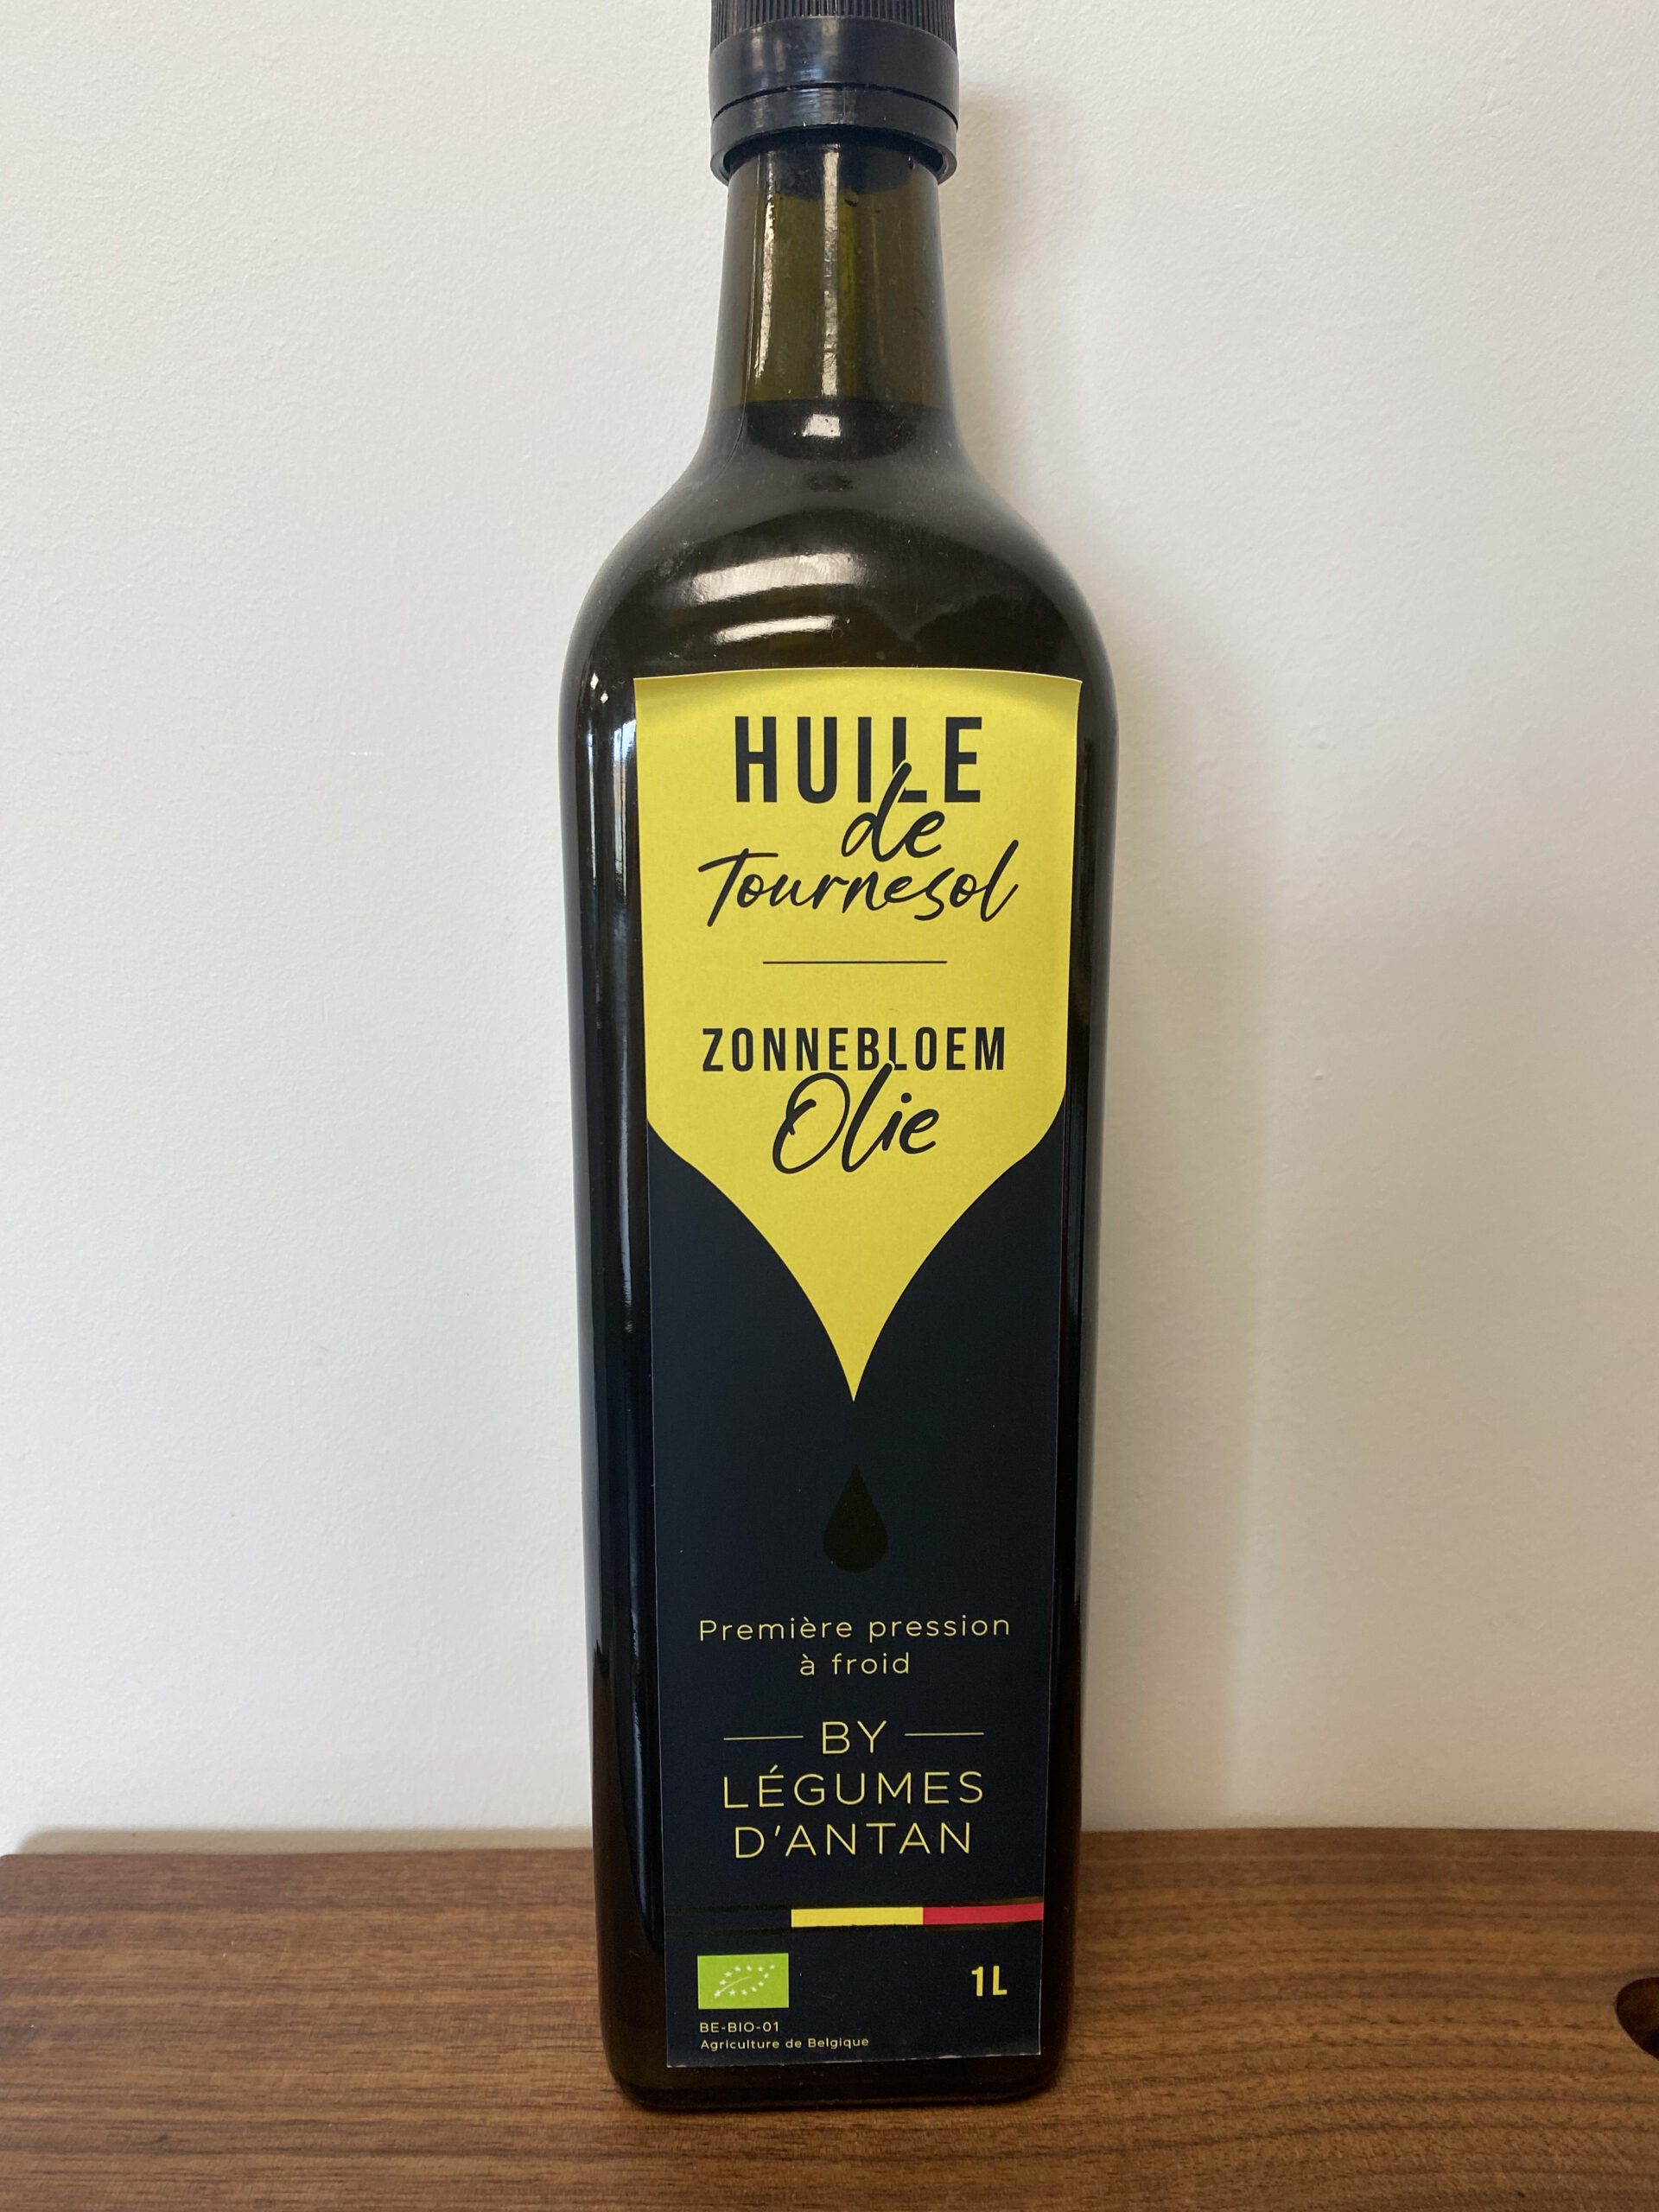 HUILE
de
Tournesol
ZONNEBLOEM
Olie
Première pression
à froid
BY
LÉGUMES
D'ANTAN
1L
BE-BIO-01
Agriculture de Belgique